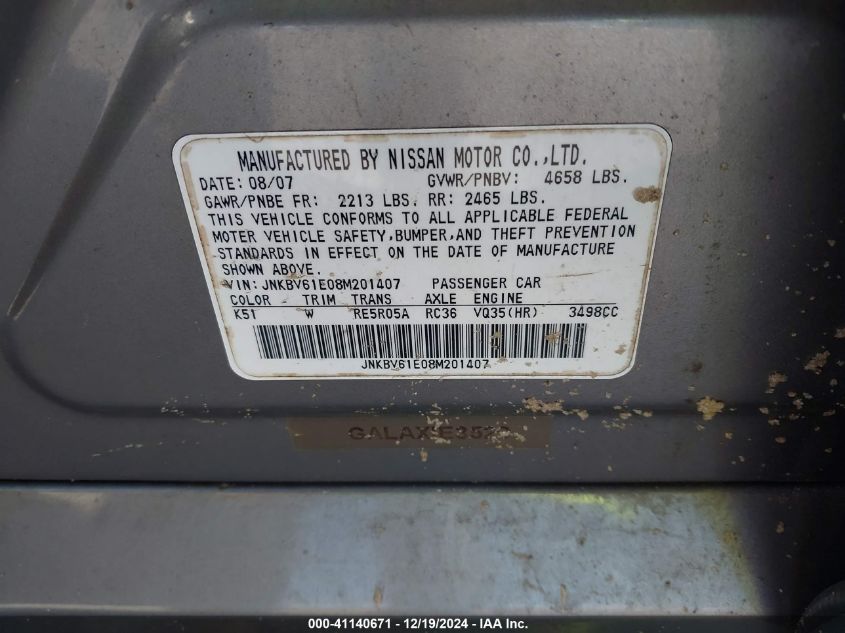 MANUFACTURED BY NISSAN MOTOR CO.,LTD.
DATE: 08/07 GVWR/PNBV: 4658 LBS.
GAWR/PNBE FR: 2213 LBS. RR: 2465 LBS.
THIS VEHICLE CONFORMS TO ALL APPLICABLE FEDERAL
MOTER VEHICLE SAFETY,BUMPER,AND THEFT PREVENTION
STANDARDS IN EFFECT ON THE DATE OF MANUFACTURE
SHOWN ABOVE.
VIN: JNKBV61E08M201407 PASSENGER CAR
COLOR TRIM TRANS AXLE ENGINE
K51 W RE5R05A RC36 VQ35(HR) 3498CC
JNKBV61E08M201407
000-41140671 - 12/19/2024 - IAA Inc.